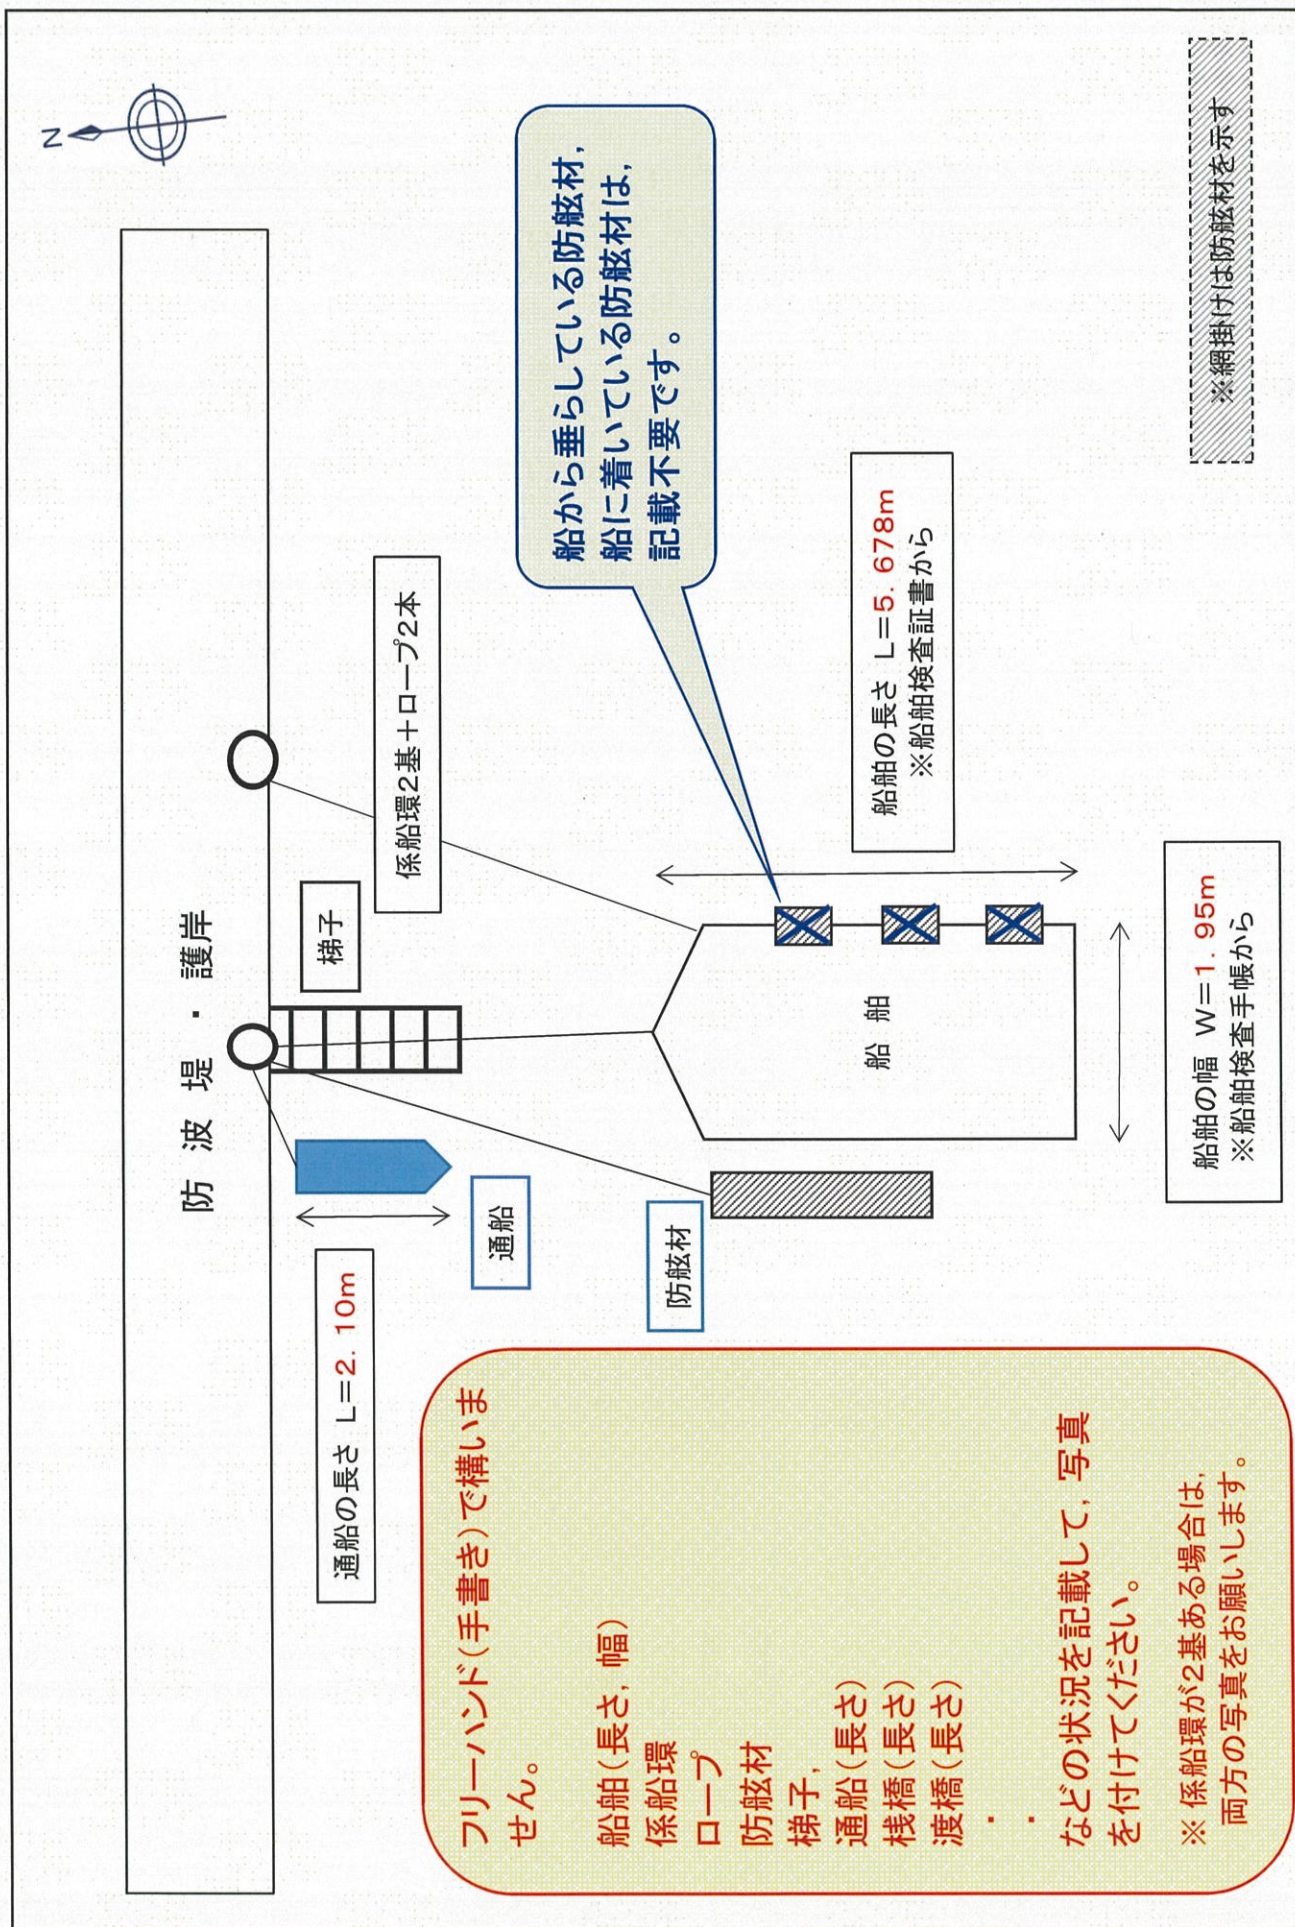 N
防 波 堤 ・ 護岸
梯子
係船環2基＋ロープ2本
通船の長さ L＝2. 10m
通船
防舷材
船 舶
船から垂らしている防舷材,
船に着いている防舷材は,
記載不要です。
船舶の長さ L＝5. 678m
※船舶検査証書から
船舶の幅 W＝1. 95m
※船舶検査手帳から
※網掛けは防舷材を示す
フリーハンド(手書き)で構いま
せん。
船舶(長さ, 幅)
係船環
ロープ
防舷材
梯子,
通船(長さ)
桟橋(長さ)
渡橋(長さ)
・
・
などの状況を記載して, 写真
を付けてください。
※ 係船環が2基ある場合は,
両方の写真をお願いします。